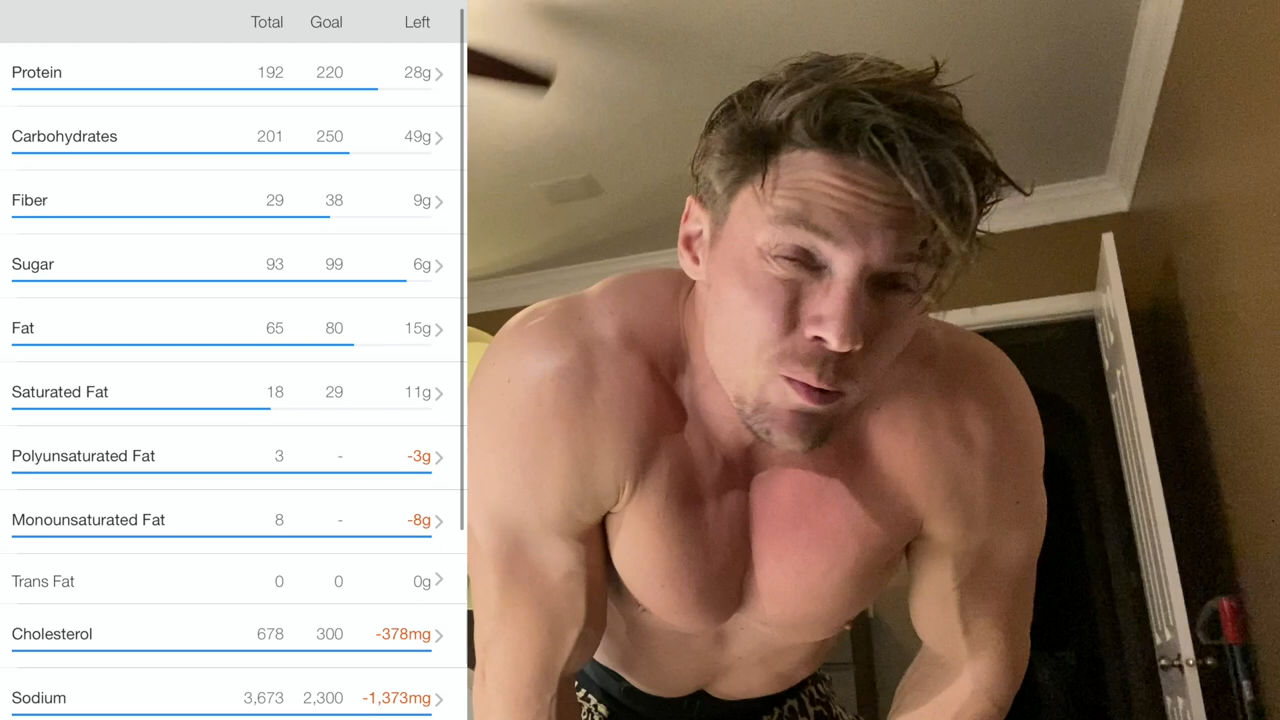 Total Goal Left
Protein 192 220 28g
Carbohydrates 201 250 49g
Fiber 29 38 9g
Sugar 93 99 6g
Fat 65 80 15g
Saturated Fat 18 29 11g
Polyunsaturated Fat 3 - -3g
Monounsaturated Fat 8 - -8g
Trans Fat 0 0 0g
Cholesterol 678 300 -378mg
Sodium 3,673 2,300 -1,373mg